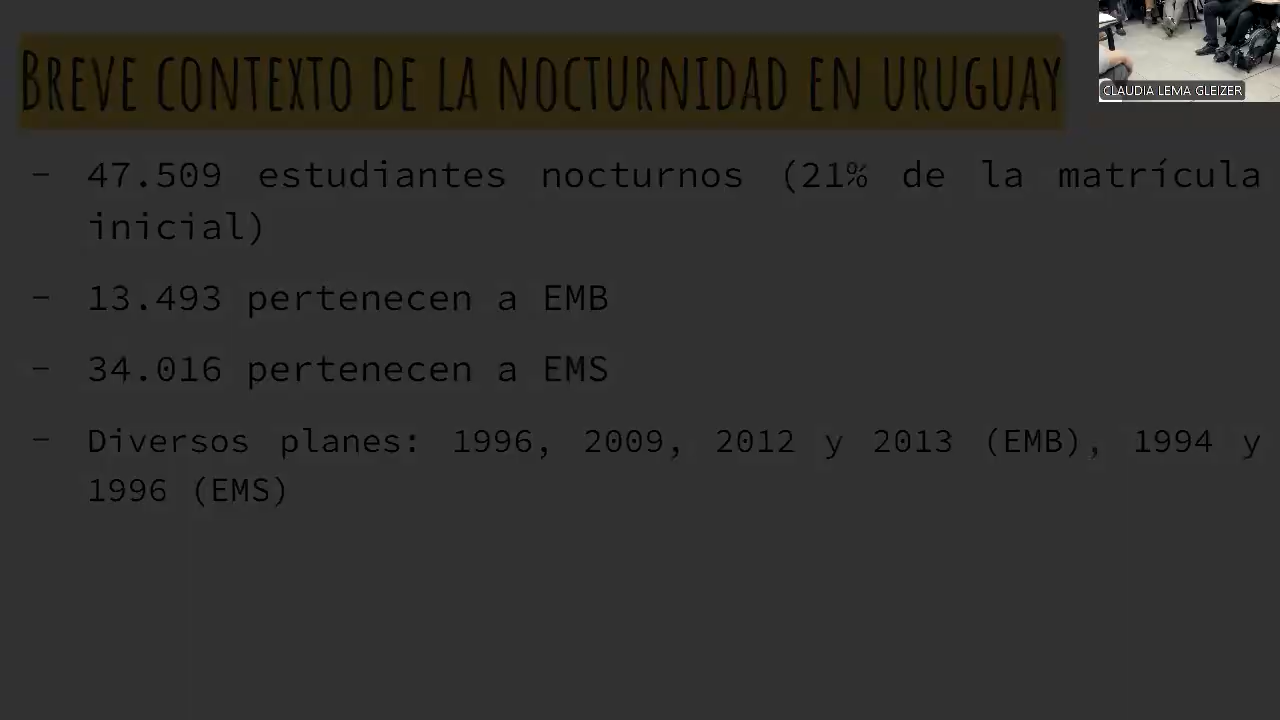 BREVE CONTEXTO DE LA NOCTURNIDAD EN URUGUAY
CLAUDIA LEMA GLEIZER
- 47.509 estudiantes nocturnos (21% de la matrícula
inicial)
- 13.493 pertenecen a EMB
- 34.016 pertenecen a EMS
- Diversos planes: 1996, 2009, 2012 y 2013 (EMB), 1994 y
1996 (EMS)